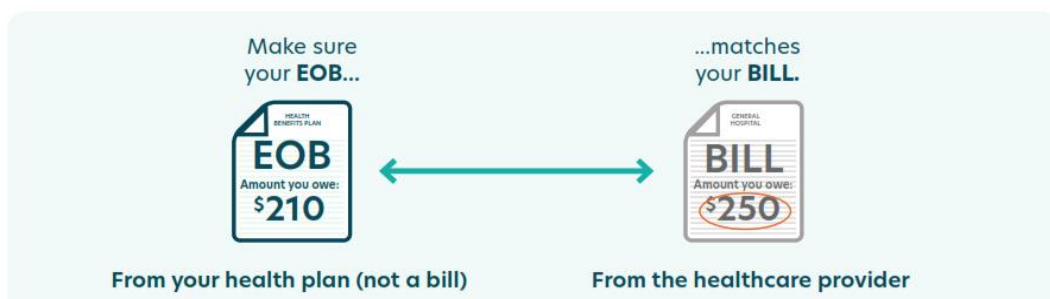 Make sure
your EOB...
HEALTH
BENEFITS PLAN
EOB
Amount you owe:
$210
From your health plan (not a bill)
...matches
your BILL.
GENERAL
HOSPITAL
BILL
Amount you owe:
$250
From the healthcare provider